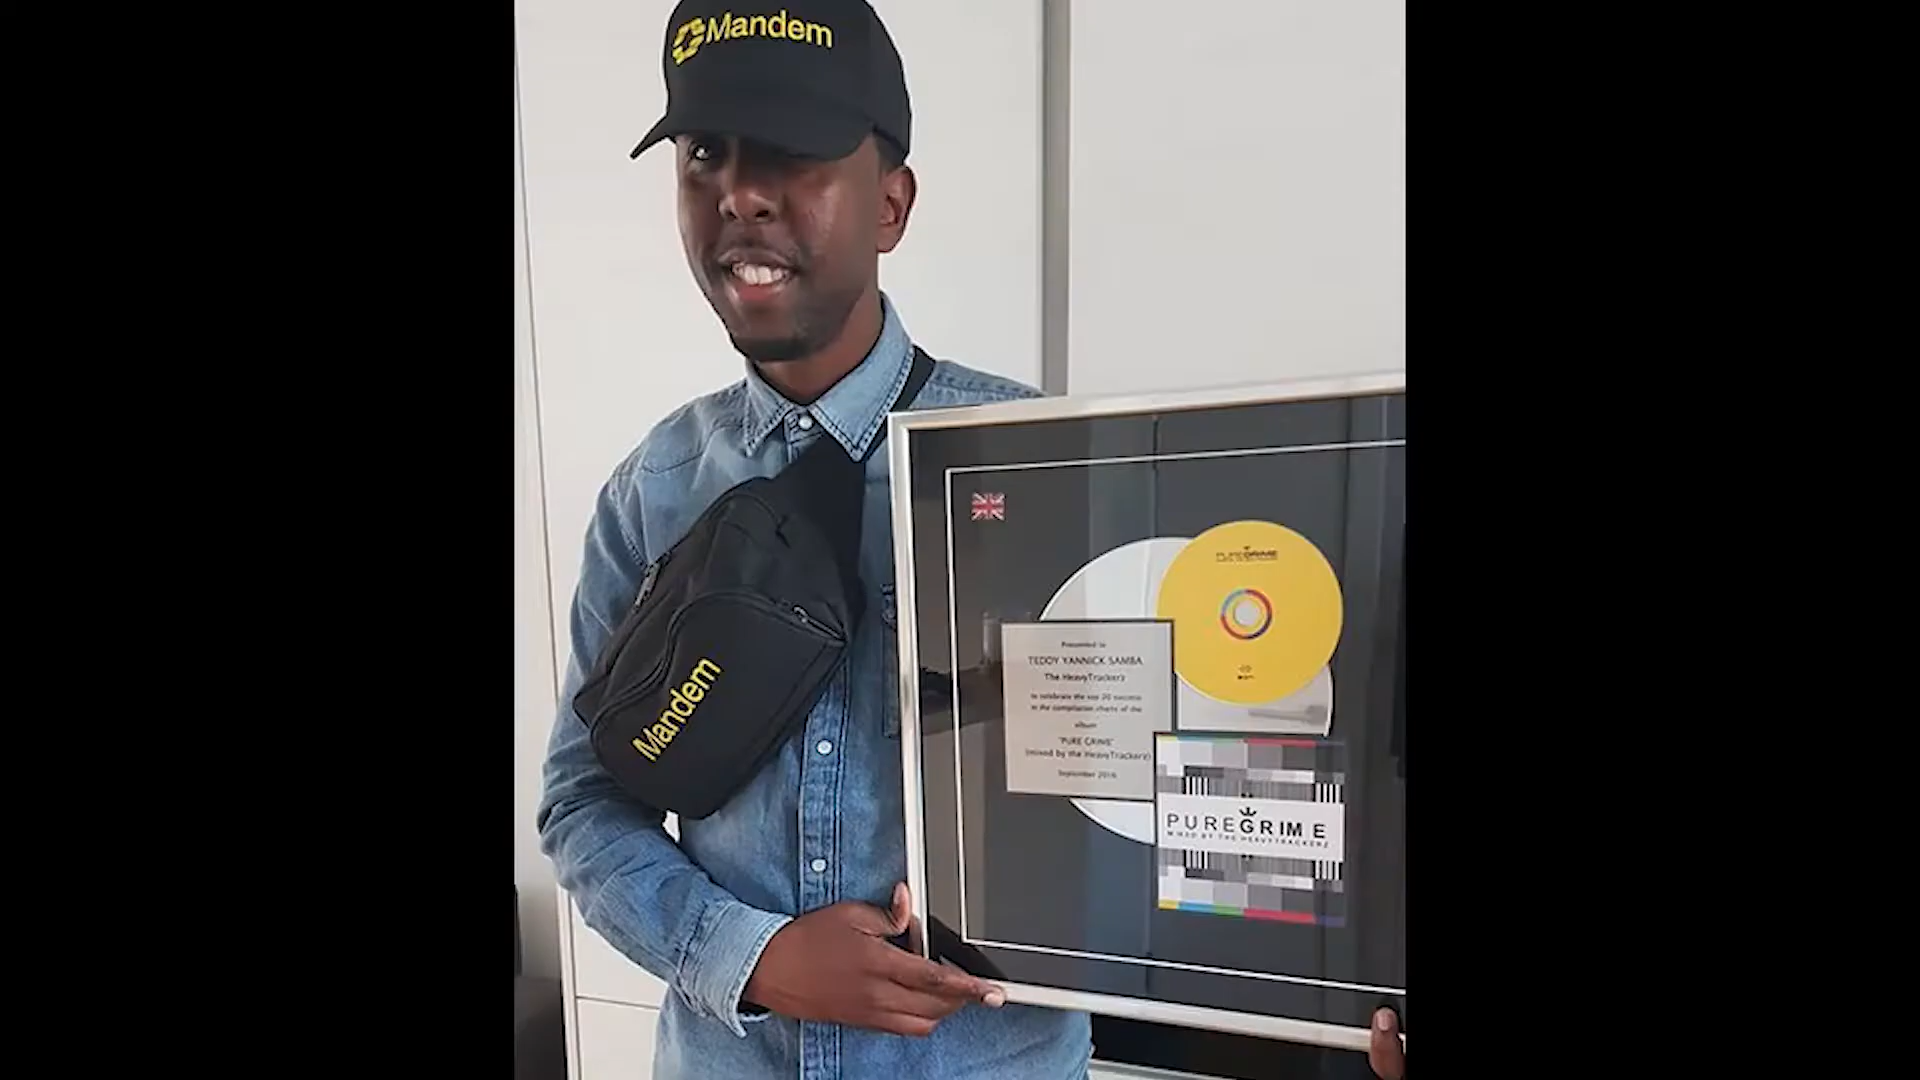 Mandem
Mandem
PUREGRIME
Presented to
TEDDY YANNICK SAMBA
The HeavyTrackerz
to celebrate the top 20 success
in the compilation charts of the
album
"PURE GRIME"
(mixed by the HeavyTrackerz)
September 2016
PUREGRIME
MIXED BY THE HEAVYTRACKERZ